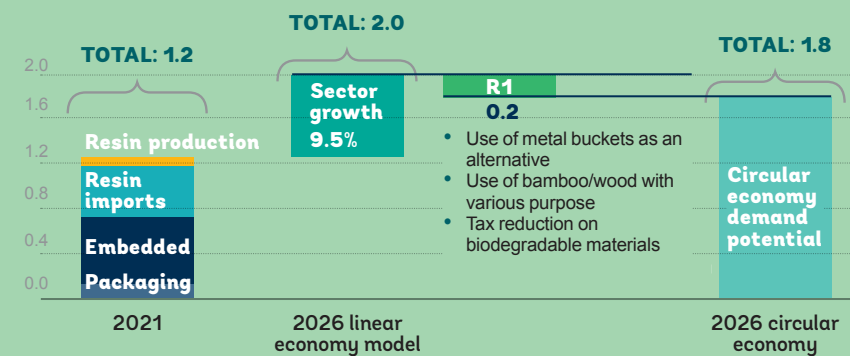 TOTAL: 1.2
TOTAL: 2.0
TOTAL: 1.8
2.0
1.6
1.2
0.8
0.4
0.0
Resin production
Resin
imports
Embedded
Packaging
Sector
growth
9.5%
R1
0.2
• Use of metal buckets as an
alternative
• Use of bamboo/wood with
various purpose
• Tax reduction on
biodegradable materials
Circular
economy
demand
potential
2021
2026 linear
economy model
2026 circular
economy